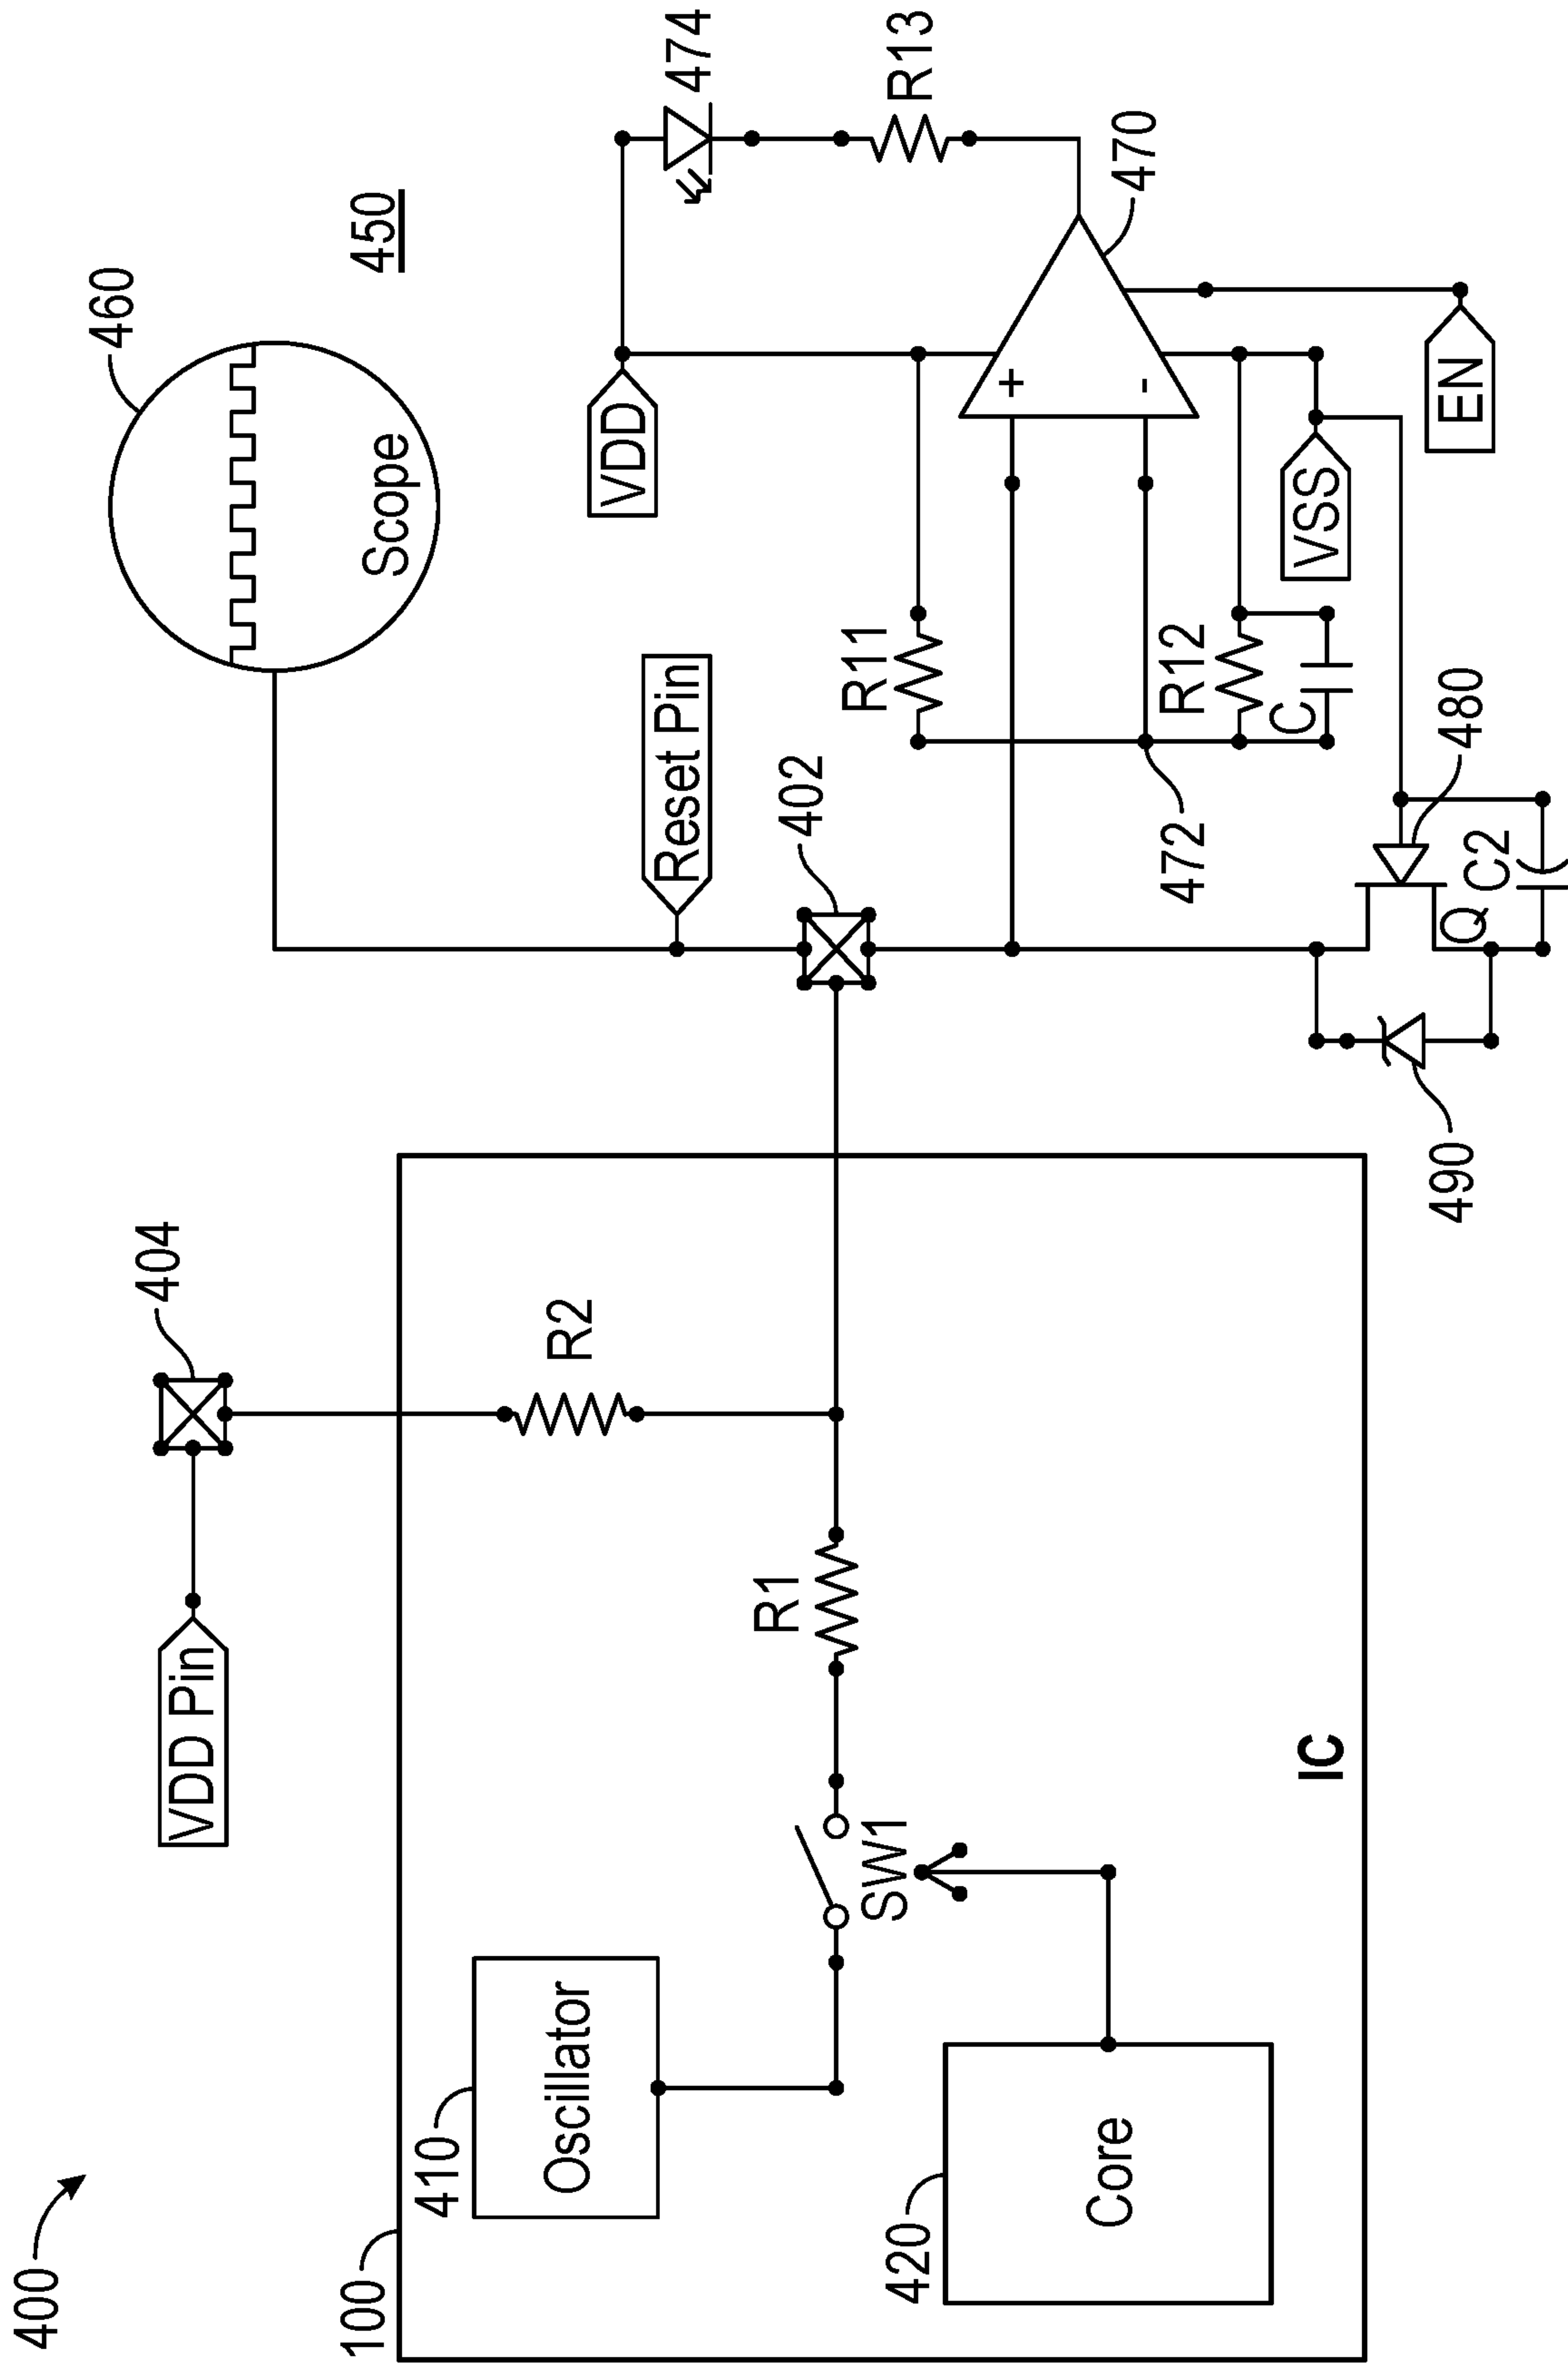 400
100
410
Oscillator
420
Core
SW1
R1
R2
IC
VDD Pin
404
402
Reset Pin
460
Scope
450
VDD
474
R13
470
+
-
R11
R12
C
472
VSS
EN
480
Q
C2
490